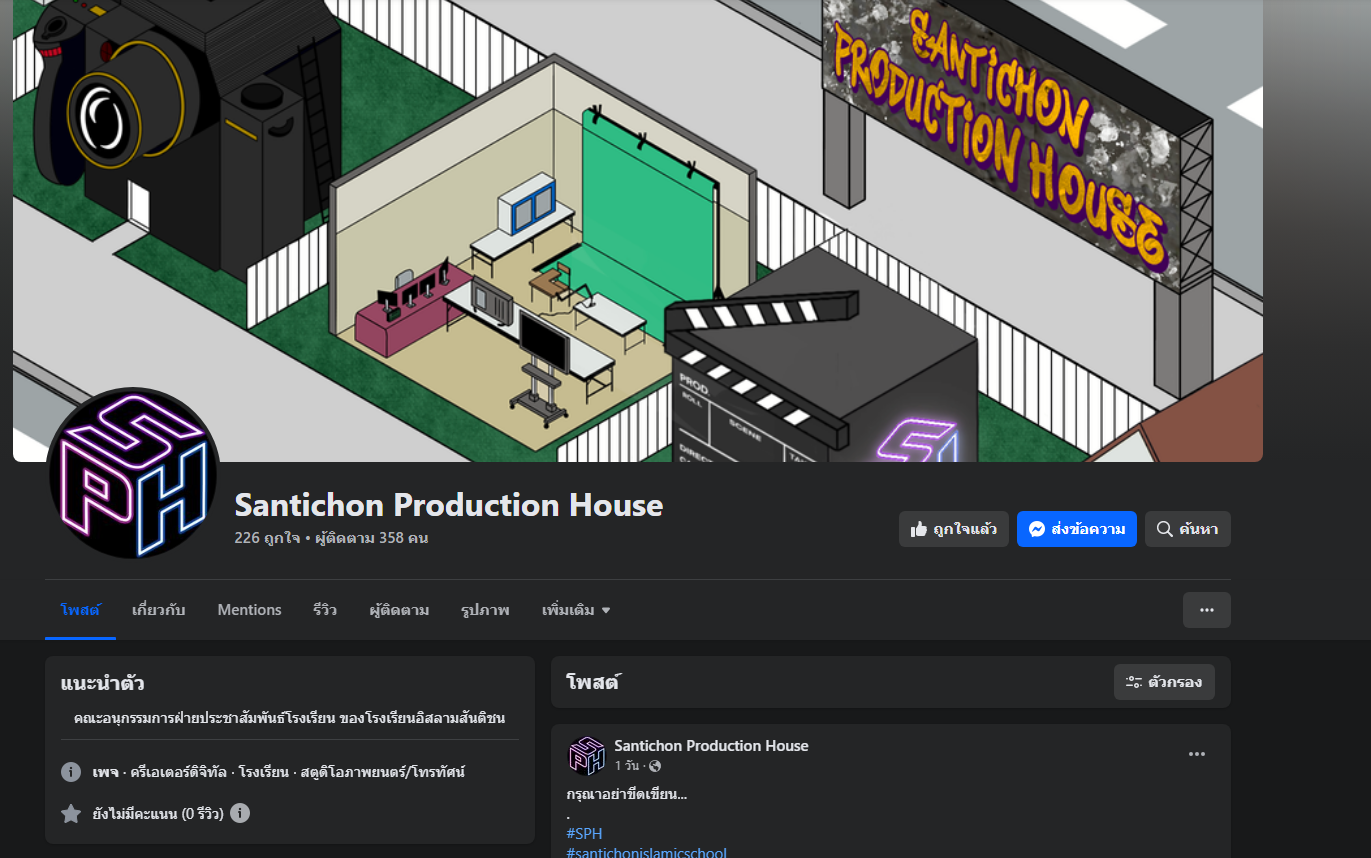 SANTICHON
PRODUCTION HOUSE
PROD.
ROLL
SCENE
SPH
Santichon Production House
226 ถูกใจ • ผู้ติดตาม 358 คน
ถูกใจแล้ว
ส่งข้อความ
ค้นหา
โพสต์
เกี่ยวกับ
Mentions
รีวิว
ผู้ติดตาม
รูปภาพ
เพิ่มเติม
แนะนำตัว
คณะอนุกรรมการฝ่ายประชาสัมพันธ์โรงเรียน ของโรงเรียนอิสลามสันติชน
เพจ · ครีเอเตอร์ดิจิทัล · โรงเรียน · สตูดิโอภาพยนตร์/โทรทัศน์
ยังไม่มีคะแนน (0 รีวิว)
โพสต์
ตัวกรอง
SPH
Santichon Production House
1 วัน ·
กรุณาอย่าขีดเขียน...
.
#SPH
#santichonislamicschool